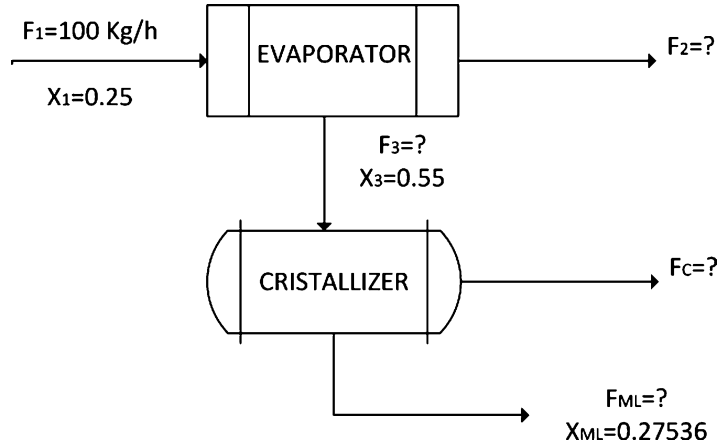 F1=100 Kg/h
EVAPORATOR
F2=?
X1=0.25
F3=?
X3=0.55
CRISTALLIZER
FC=?
FML=?
XML=0.27536